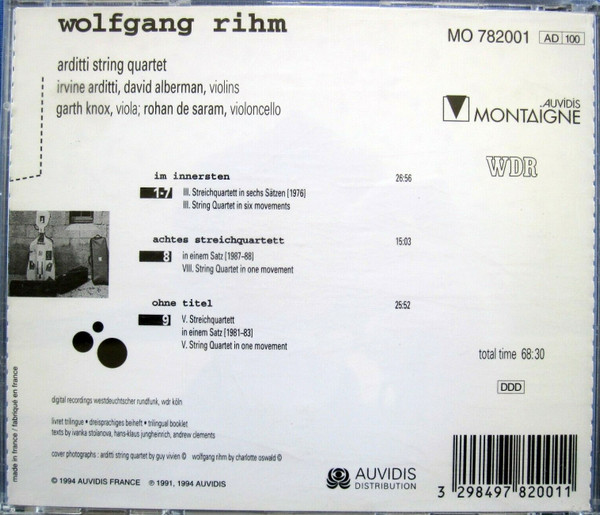 wolfgang rihm
MO 782001 AD 100
arditti string quartet
irvine arditti, david alberman, violins
garth knox, viola; rohan de saram, violoncello
AUVIDIS
MONTAIGNE
WDR
im innersten 26:56
1-7 III. Streichquartett in sechs Sätzen [1976]
III. String Quartet in six movements
achtes streichquartett 15:03
8 in einem Satz [1987-88]
VIII. String Quartet in one movement
ohne titel 25:52
9 V. Streichquartett
in einem Satz [1981-83]
V. String Quartet in one movement
total time 68:30
DDD
made in france / fabriqué en france
digital recordings westdeutscher rundfunk, wdr köln
livret trilingue • dreisprachiges beiheft • trilingual booklet
texts by ivanka stoianova, hans-klaus jungheinrich, andrew clements
cover photographs : arditti string quartet by guy vivien © wolfgang rihm by charlotte oswald ©
© 1994 AUVIDIS FRANCE ℗ 1991, 1994 AUVIDIS
AUVIDIS
DISTRIBUTION
3 298497 820011